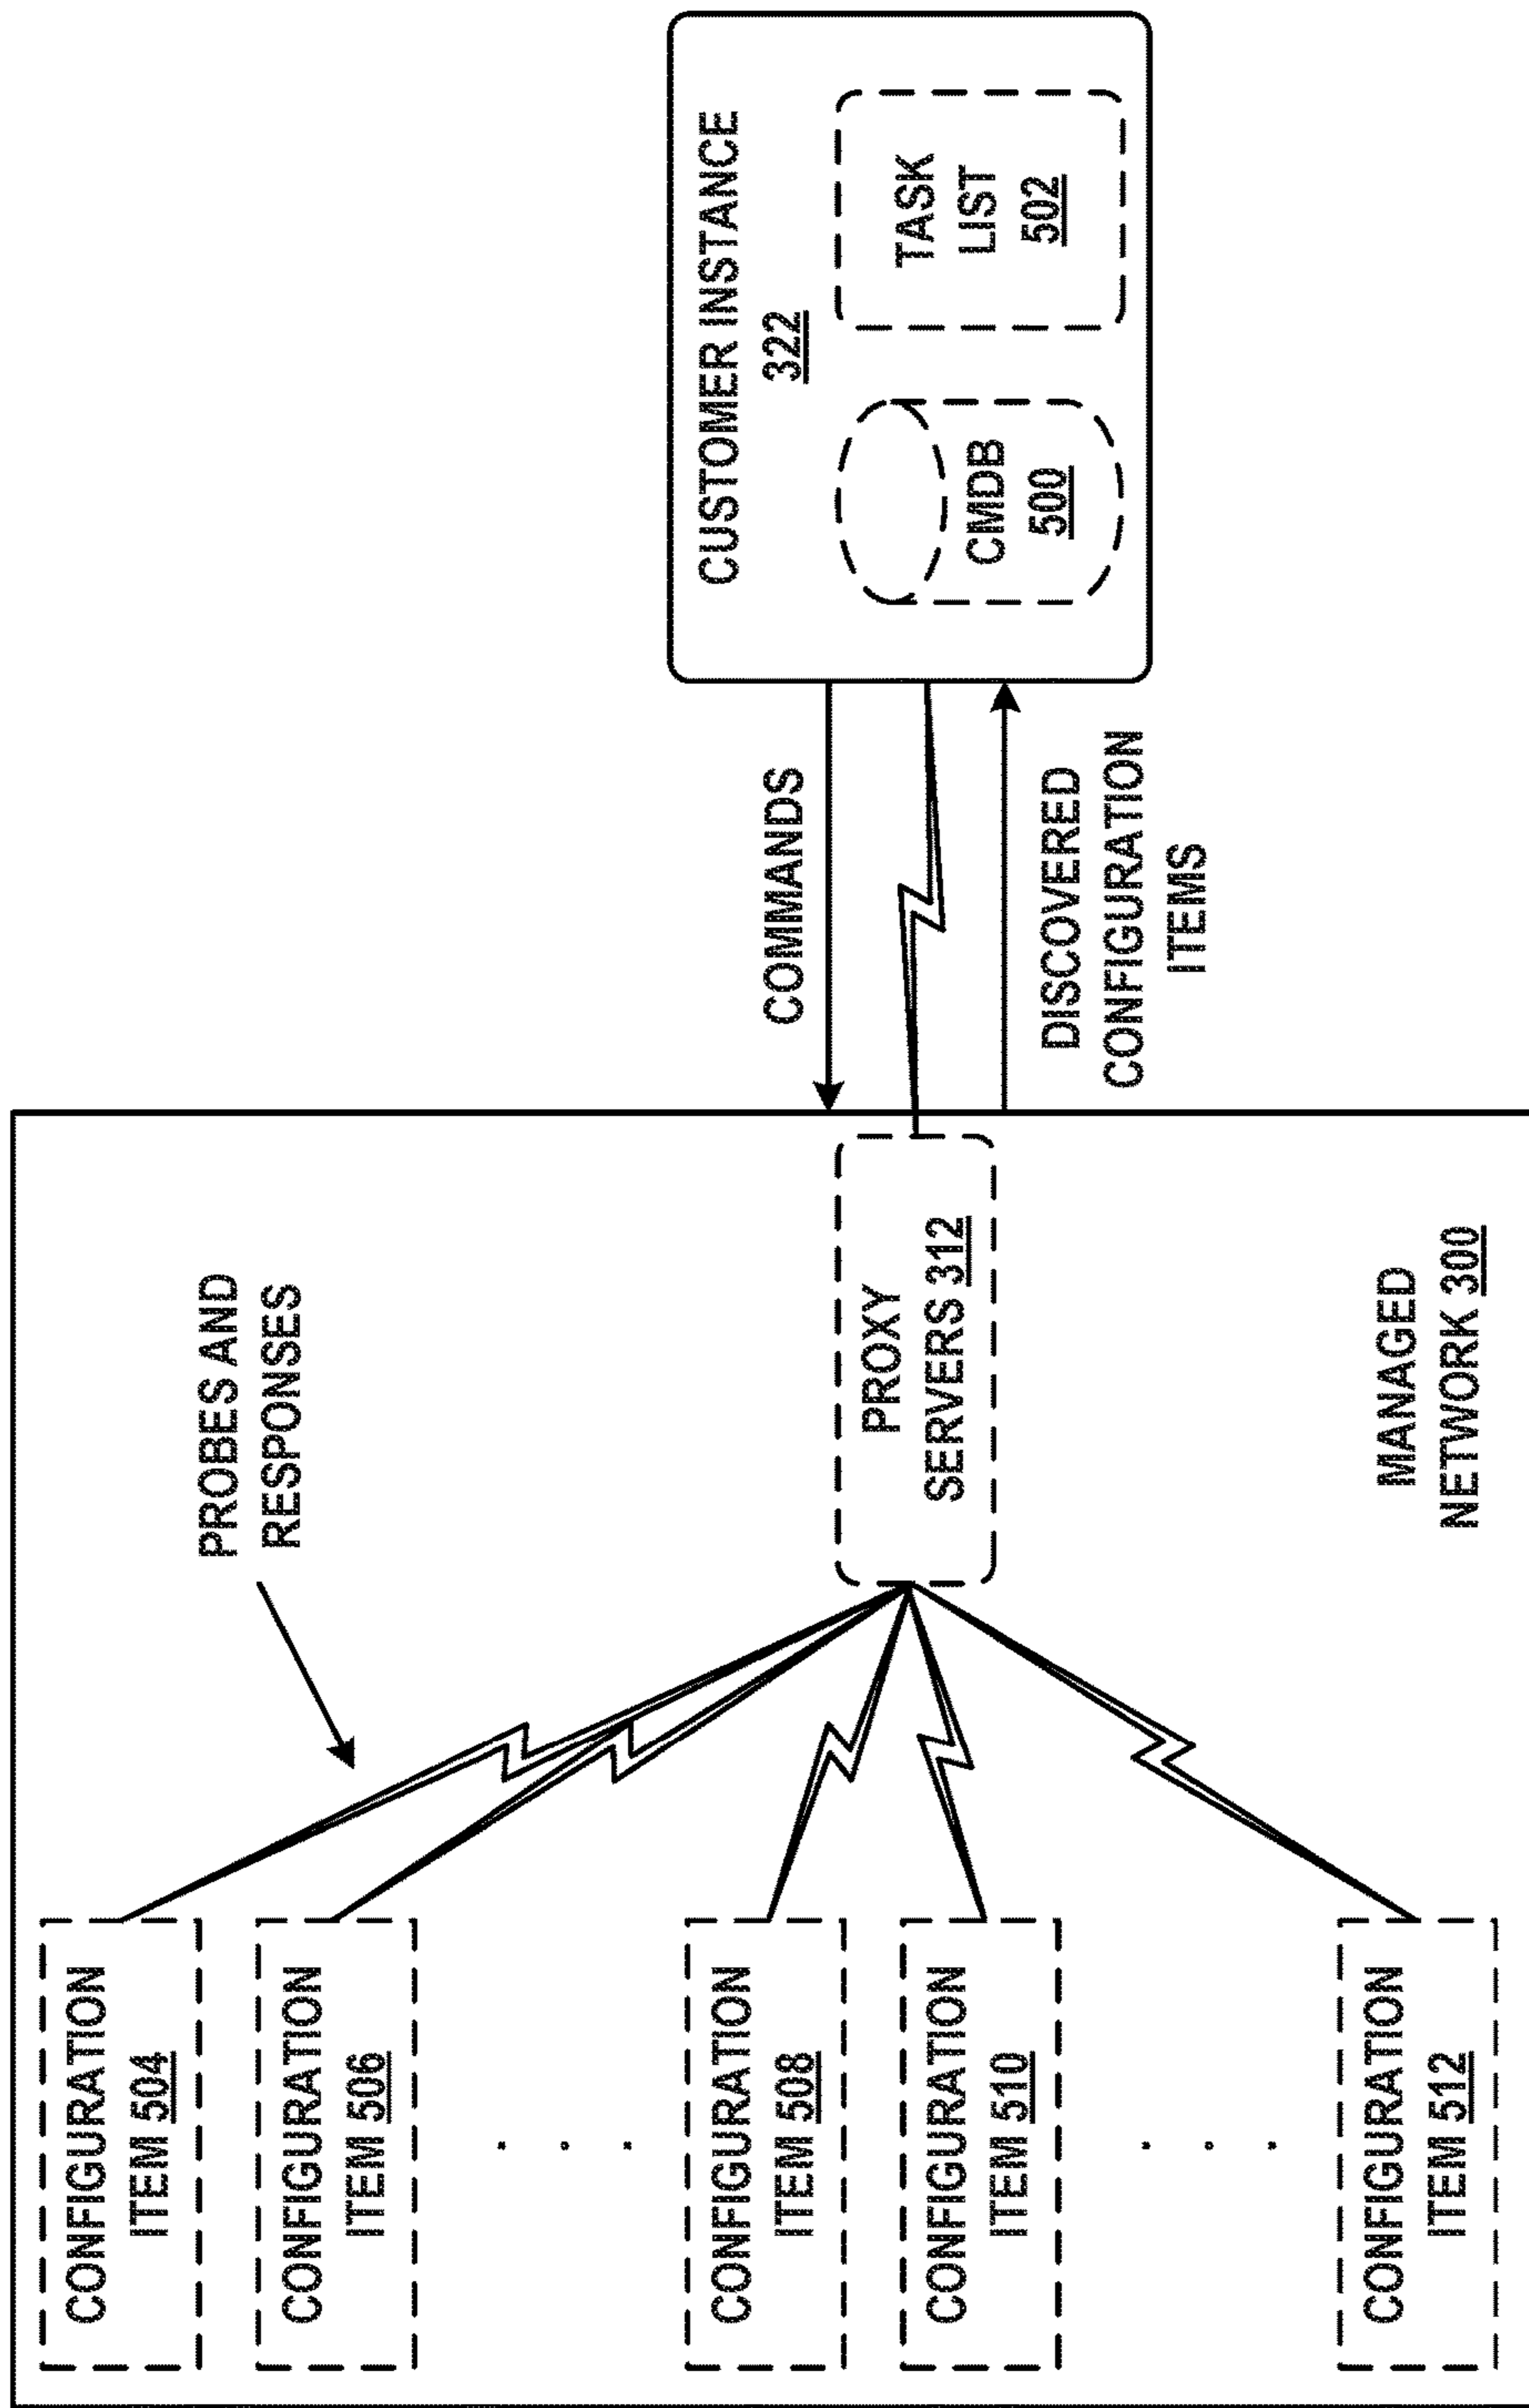 CUSTOMER INSTANCE
322
CMDB
500
TASK
LIST
502
COMMANDS
DISCOVERED
CONFIGURATION
ITEMS
PROBES AND
RESPONSES
PROXY
SERVERS 312
MANAGED
NETWORK 300
CONFIGURATION
ITEM 504
CONFIGURATION
ITEM 506
. . .
CONFIGURATION
ITEM 508
CONFIGURATION
ITEM 510
. . .
CONFIGURATION
ITEM 512